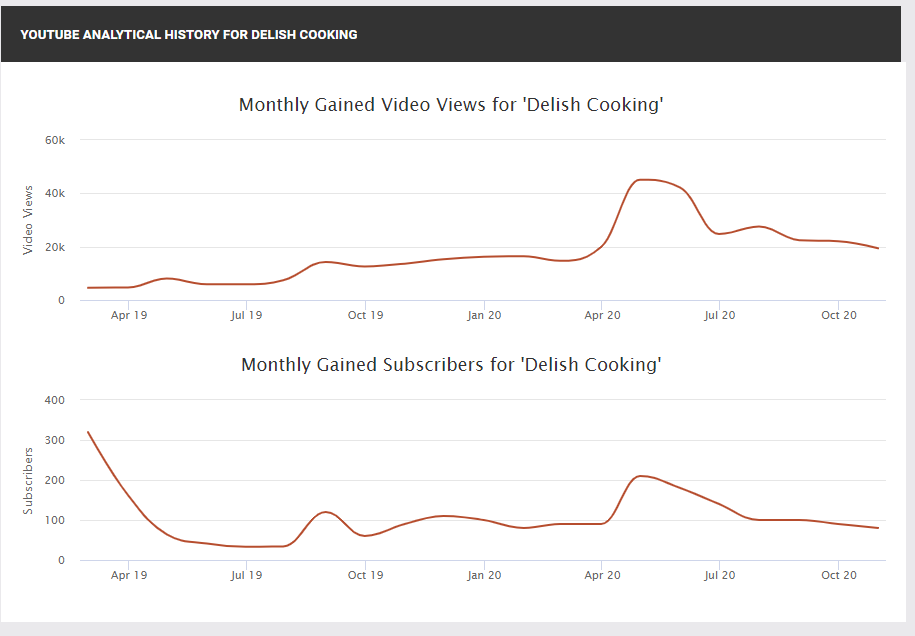 YOUTUBE ANALYTICAL HISTORY FOR DELISH COOKING
Monthly Gained Video Views for 'Delish Cooking'
60k
40k
20k
0
Video Views
Apr 19 Jul 19 Oct 19 Jan 20 Apr 20 Jul 20 Oct 20
Monthly Gained Subscribers for 'Delish Cooking'
400
300
200
100
0
Subscribers
Apr 19 Jul 19 Oct 19 Jan 20 Apr 20 Jul 20 Oct 20